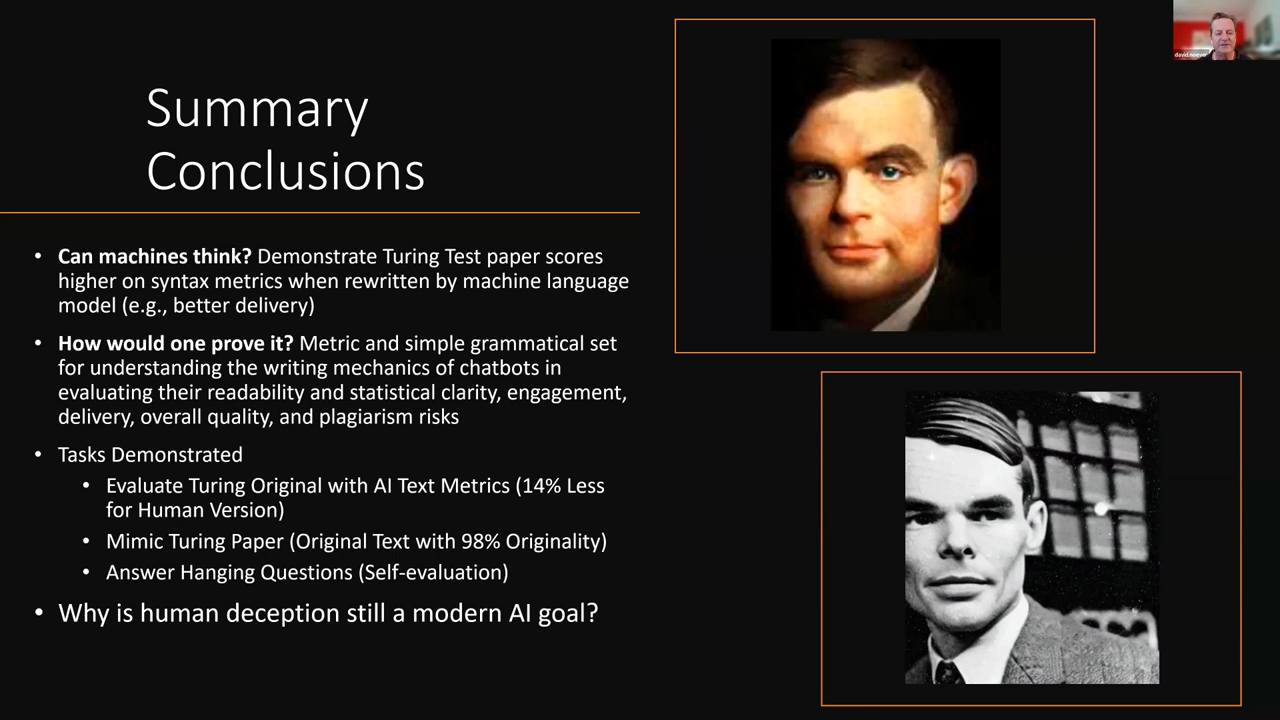 Summary
Conclusions
• Can machines think? Demonstrate Turing Test paper scores
higher on syntax metrics when rewritten by machine language
model (e.g., better delivery)
• How would one prove it? Metric and simple grammatical set
for understanding the writing mechanics of chatbots in
evaluating their readability and statistical clarity, engagement,
delivery, overall quality, and plagiarism risks
• Tasks Demonstrated
• Evaluate Turing Original with AI Text Metrics (14% Less
for Human Version)
• Mimic Turing Paper (Original Text with 98% Originality)
• Answer Hanging Questions (Self-evaluation)
• Why is human deception still a modern AI goal?
david.noever